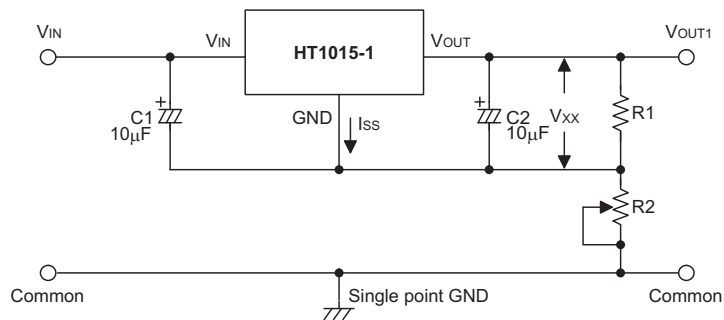 VIN
VOUT1
VIN
HT1015-1
VOUT
C1
10μF
GND
ISS
C2
10μF
VXX
R1
R2
Common
Single point GND
Common